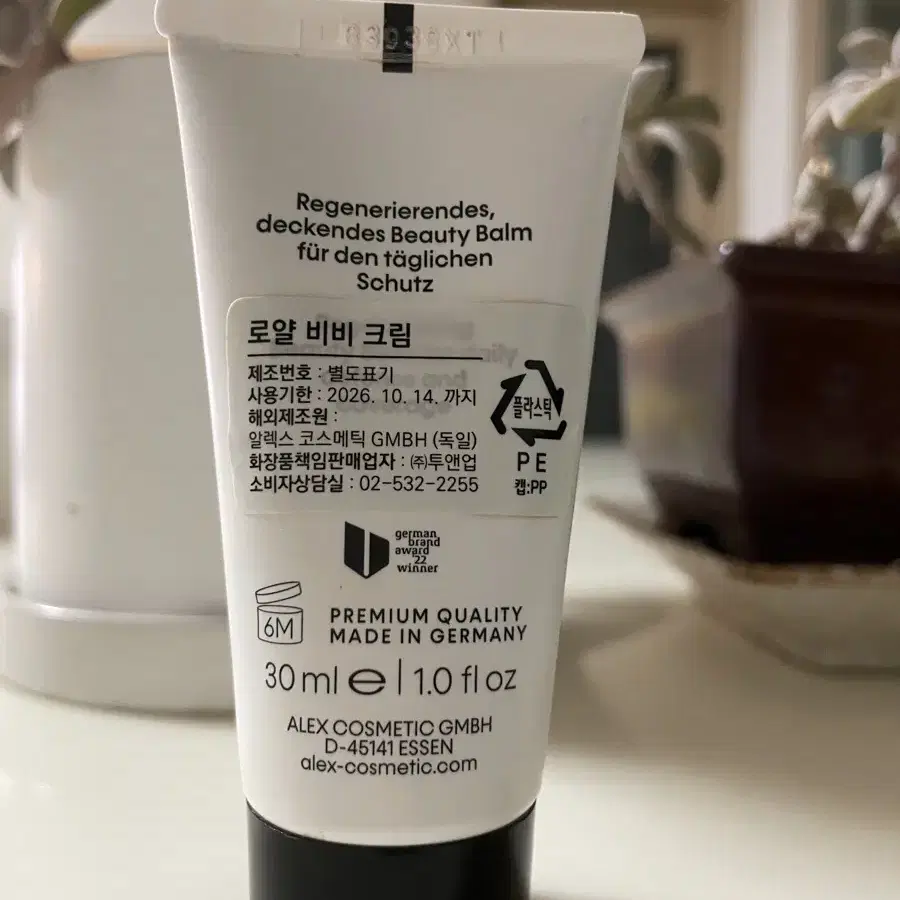 Regenerierendes,
deckendes Beauty Balm
für den täglichen
Schutz
로얄 비비 크림
제조번호 : 별도표기
사용기한 : 2026. 10. 14. 까지
해외제조원 :
알렉스 코스메틱 GMBH (독일)
화장품책임판매업자 : ㈜투앤업
소비자상담실 : 02-532-2255
플라스틱
PE
캡:PP
german
brand
award
'22
winner
6M
PREMIUM QUALITY
MADE IN GERMANY
30 ml ℮ | 1.0 fl oz
ALEX COSMETIC GMBH
D-45141 ESSEN
alex-cosmetic.com